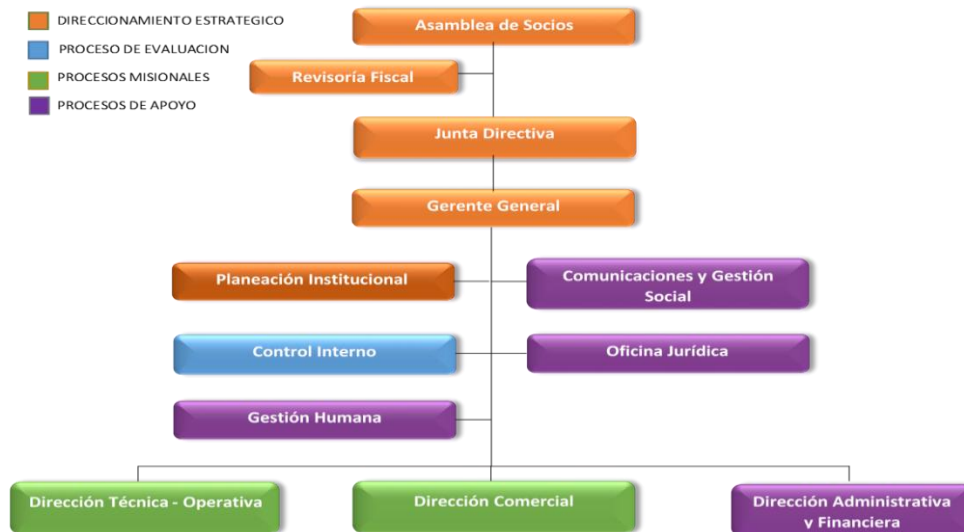 DIRECCIONAMIENTO ESTRATEGICO
PROCESO DE EVALUACION
PROCESOS MISIONALES
PROCESOS DE APOYO
Asamblea de Socios
Revisoría Fiscal
Junta Directiva
Gerente General
Planeación Institucional
Comunicaciones y Gestión
Social
Control Interno
Oficina Jurídica
Gestión Humana
Dirección Técnica - Operativa
Dirección Comercial
Dirección Administrativa
y Financiera